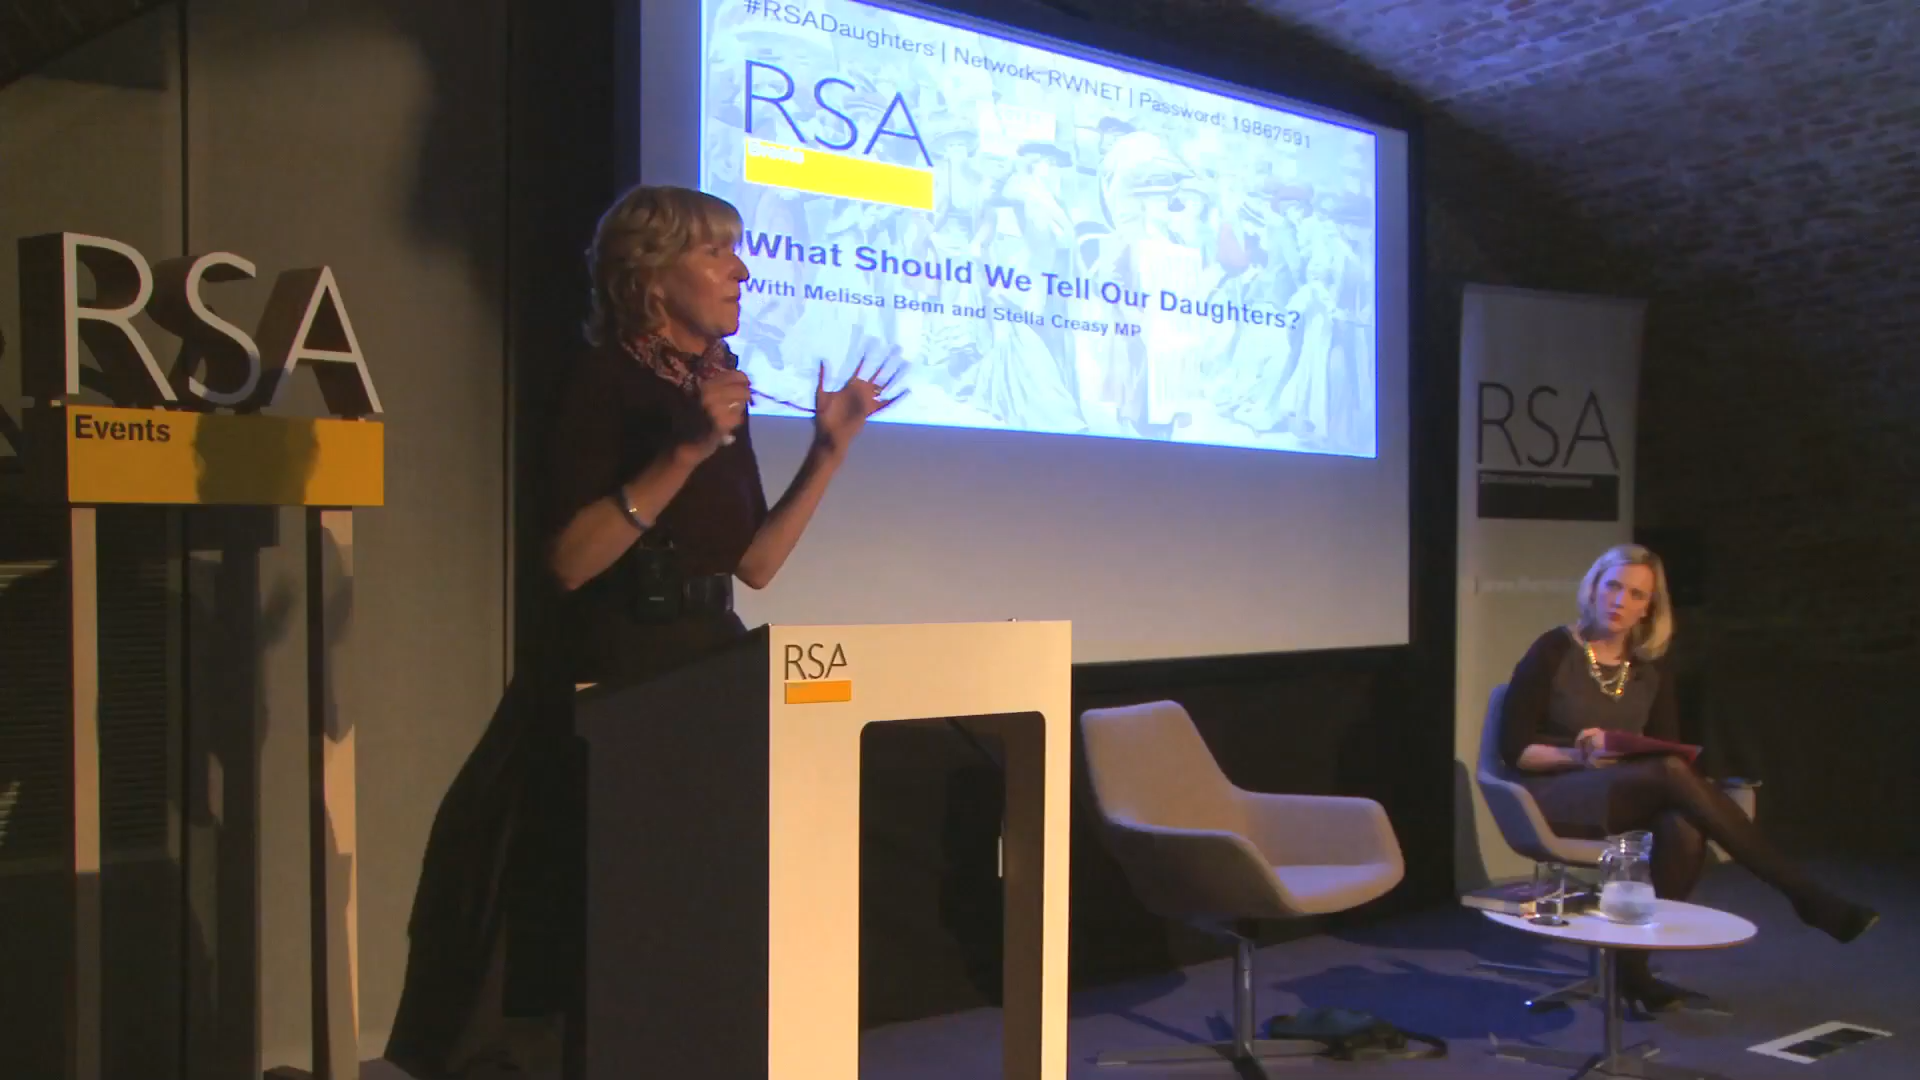 #RSADaughters | Network: RWNET | Password: 19867591
RSA
Events
What Should We Tell Our Daughters?
With Melissa Benn and Stella Creasy MP
RSA
Events
RSA
RSA